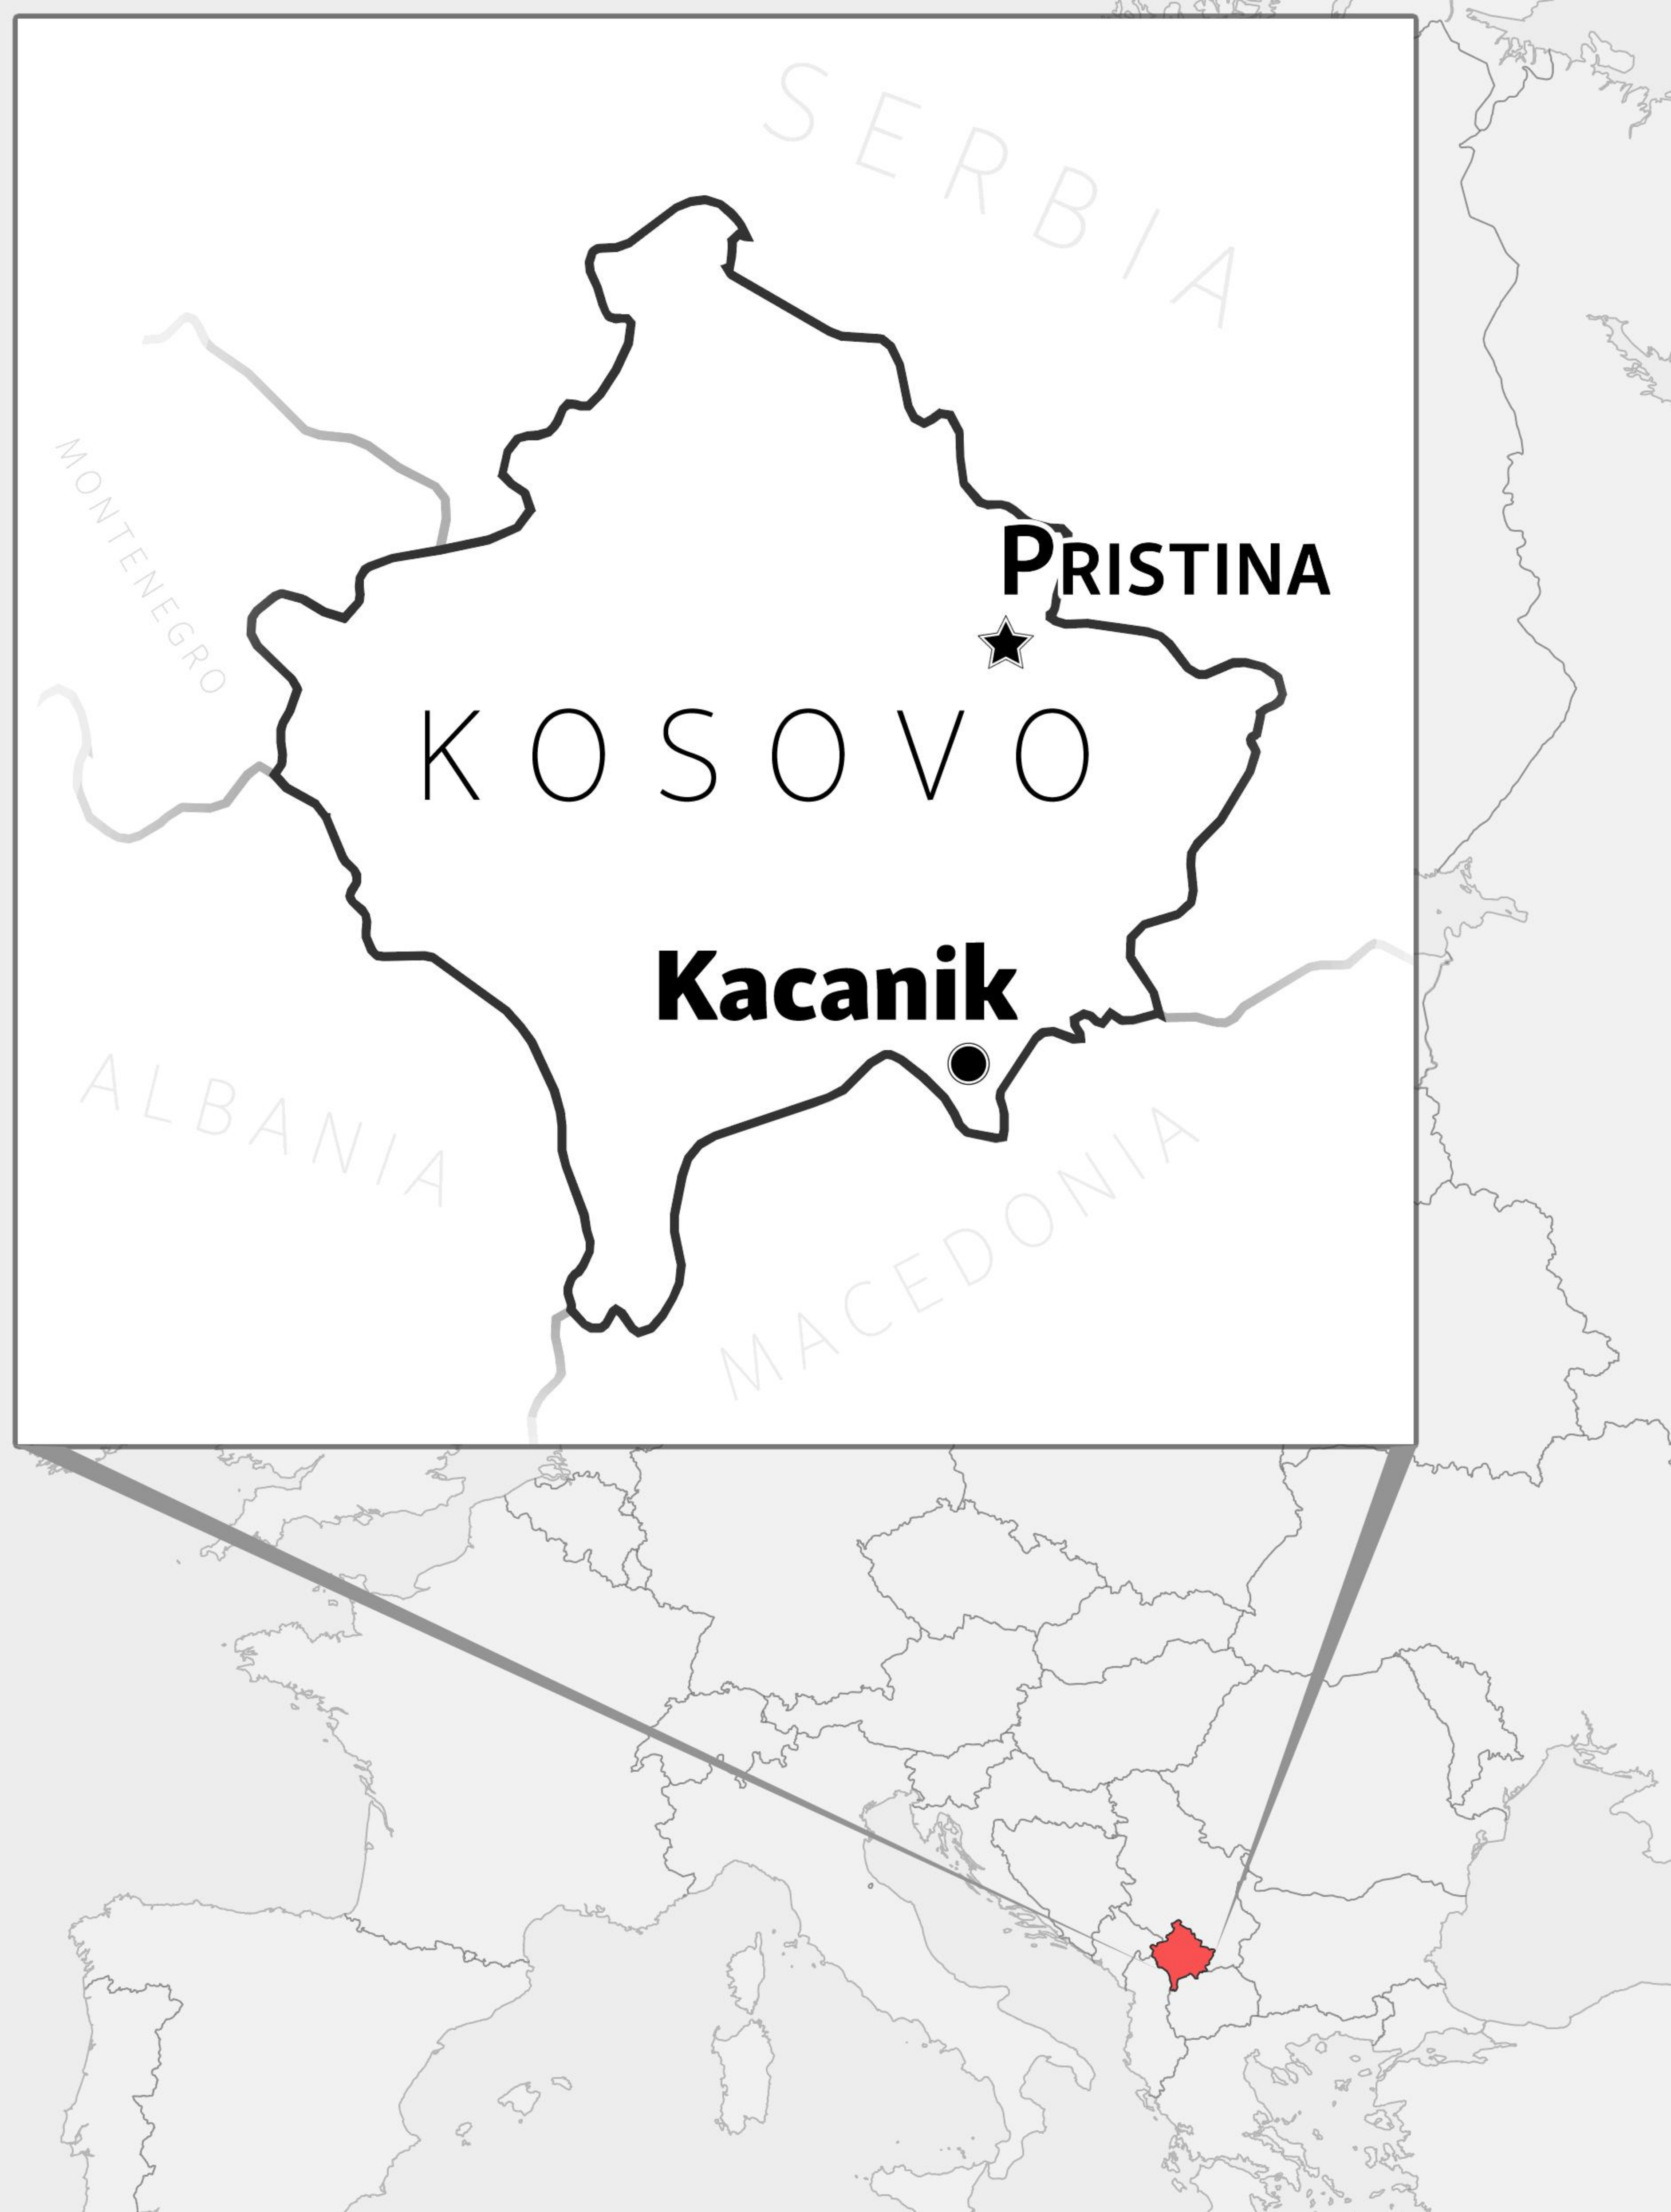 SERBIA
MONTENEGRO
PRISTINA
KOSOVO
Kacanik
ALBANIA
MACEDONIA